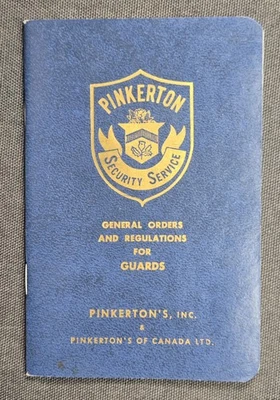 PINKERTON
SECURITY SERVICE
GENERAL ORDERS
AND REGULATIONS
FOR
GUARDS
PINKERTON'S, INC.
&
PINKERTON'S OF CANADA LTD.